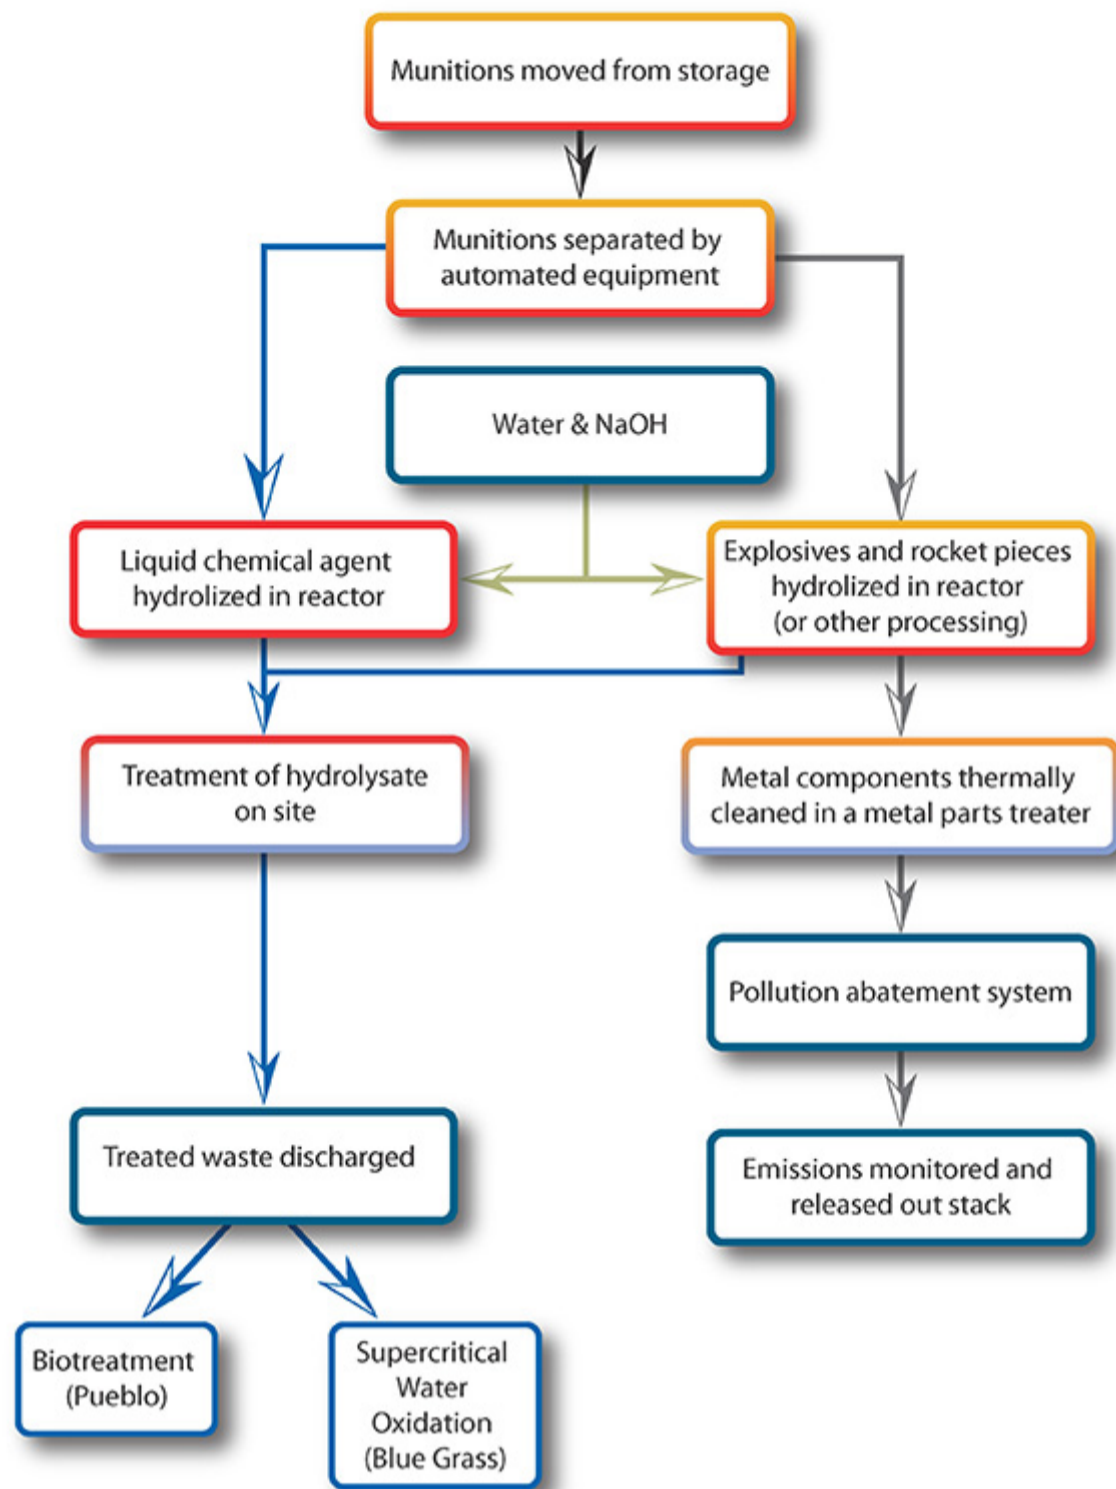 Munitions moved from storage
Munitions separated by
automated equipment
Water & NaOH
Liquid chemical agent
hydrolized in reactor
Explosives and rocket pieces
hydrolized in reactor
(or other processing)
Treatment of hydrolysate
on site
Metal components thermally
cleaned in a metal parts treater
Pollution abatement system
Treated waste discharged
Emissions monitored and
released out stack
Biotreatment
(Pueblo)
Supercritical
Water
Oxidation
(Blue Grass)